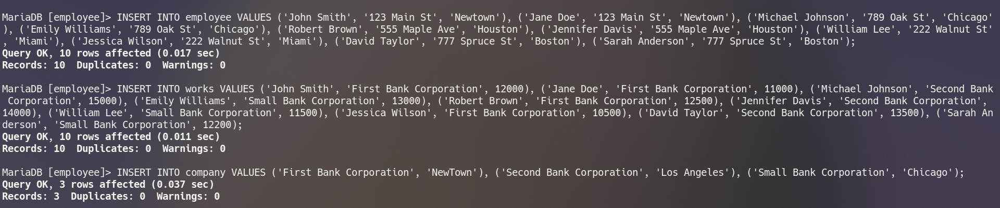 MariaDB [employee]> INSERT INTO employee VALUES ('John Smith', '123 Main St', 'Newtown'), ('Jane Doe', '123 Main St', 'Newtown'), ('Michael Johnson', '789 Oak St', 'Chicago'
), ('Emily Williams', '789 Oak St', 'Chicago'), ('Robert Brown', '555 Maple Ave', 'Houston'), ('Jennifer Davis', '555 Maple Ave', 'Houston'), ('William Lee', '222 Walnut St'
, 'Miami'), ('Jessica Wilson', '222 Walnut St', 'Miami'), ('David Taylor', '777 Spruce St', 'Boston'), ('Sarah Anderson', '777 Spruce St', 'Boston');
Query OK, 10 rows affected (0.017 sec)
Records: 10  Duplicates: 0  Warnings: 0
MariaDB [employee]> INSERT INTO works VALUES ('John Smith', 'First Bank Corporation', 12000), ('Jane Doe', 'First Bank Corporation', 11000), ('Michael Johnson', 'Second Bank
 Corporation', 15000), ('Emily Williams', 'Small Bank Corporation', 13000), ('Robert Brown', 'First Bank Corporation', 12500), ('Jennifer Davis', 'Second Bank Corporation',
14000), ('William Lee', 'Small Bank Corporation', 11500), ('Jessica Wilson', 'First Bank Corporation', 10500), ('David Taylor', 'Second Bank Corporation', 13500), ('Sarah An
derson', 'Small Bank Corporation', 12200);
Query OK, 10 rows affected (0.011 sec)
Records: 10  Duplicates: 0  Warnings: 0
MariaDB [employee]> INSERT INTO company VALUES ('First Bank Corporation', 'NewTown'), ('Second Bank Corporation', 'Los Angeles'), ('Small Bank Corporation', 'Chicago');
Query OK, 3 rows affected (0.037 sec)
Records: 3  Duplicates: 0  Warnings: 0